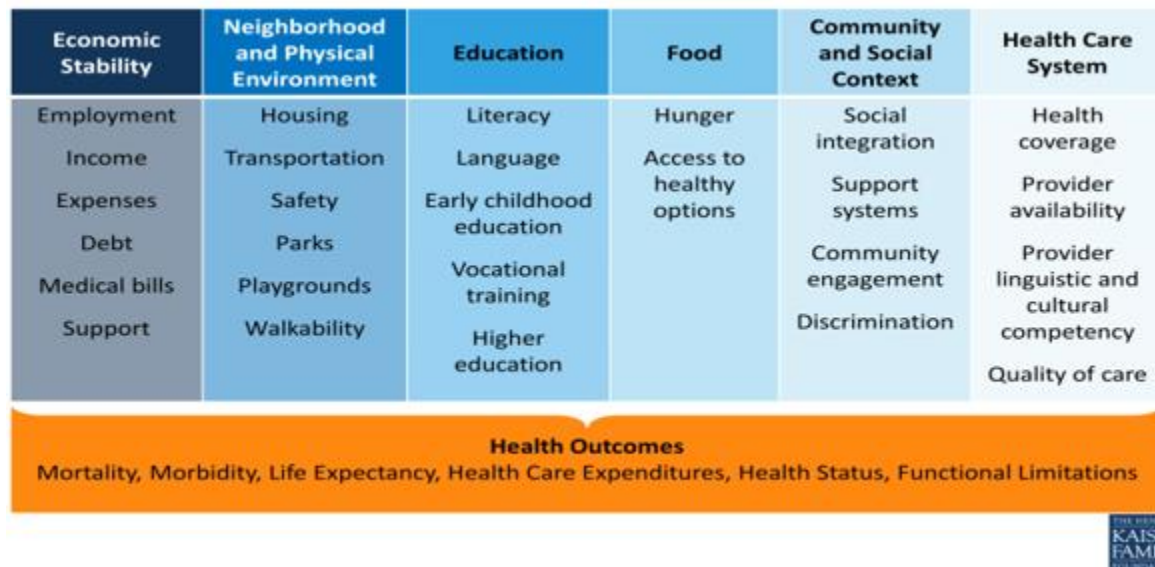 Economic
Stability
Employment
Income
Expenses
Debt
Medical bills
Support
Neighborhood
and Physical
Environment
Housing
Transportation
Safety
Parks
Playgrounds
Walkability
Education
Literacy
Language
Early childhood
education
Vocational
training
Higher
education
Food
Hunger
Access to
healthy
options
Community
and Social
Context
Social
integration
Support
systems
Community
engagement
Discrimination
Health Care
System
Health
coverage
Provider
availability
Provider
linguistic and
cultural
competency
Quality of care
Health Outcomes
Mortality, Morbidity, Life Expectancy, Health Care Expenditures, Health Status, Functional Limitations